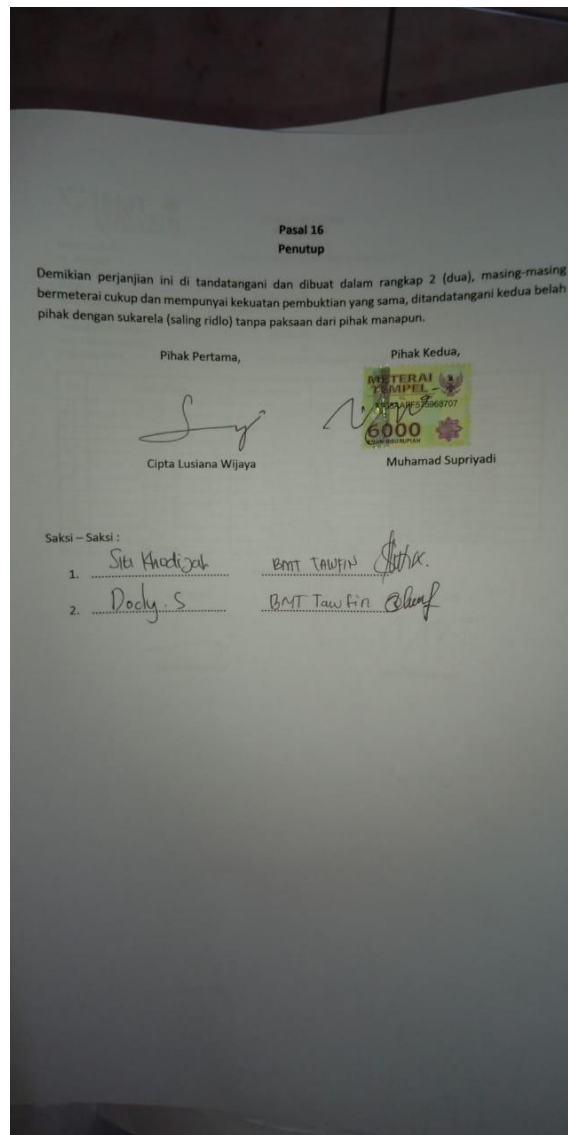 Pasal 16
Penutup
Demikian perjanjian ini di tandatangani dan dibuat dalam rangkap 2 (dua), masing-masing
bermeterai cukup dan mempunyai kekuatan pembuktian yang sama, ditandatangani kedua belah
pihak dengan sukarela (saling ridlo) tanpa paksaan dari pihak manapun.
Pihak Pertama, Pihak Kedua,
METERAI
TEMPEL
6000
Cipta Lusiana Wijaya Muhamad Supriyadi
Saksi – Saksi :
1. Siti Khodijah BMT TAWFIN
2. Dody. S BMT Tawfin